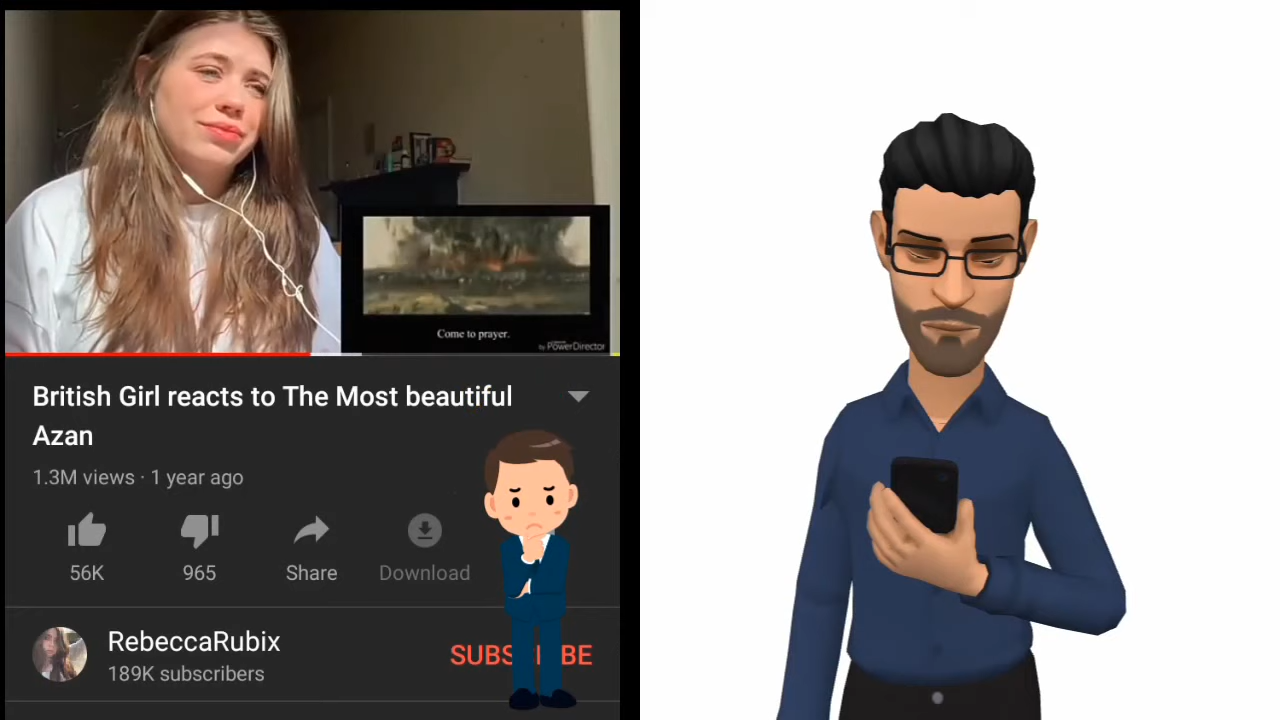 Come to prayer.
by PowerDirector
British Girl reacts to The Most beautiful
Azan
1.3M views · 1 year ago
56K
965
Share
Download
RebeccaRubix
SUBSCRIBE
189K subscribers